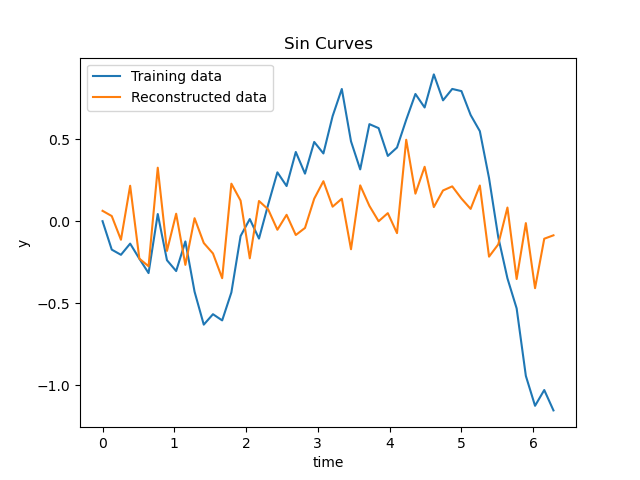 Sin Curves
Training data
Reconstructed data
0.5
0.0
−0.5
−1.0
y
0 1 2 3 4 5 6
time